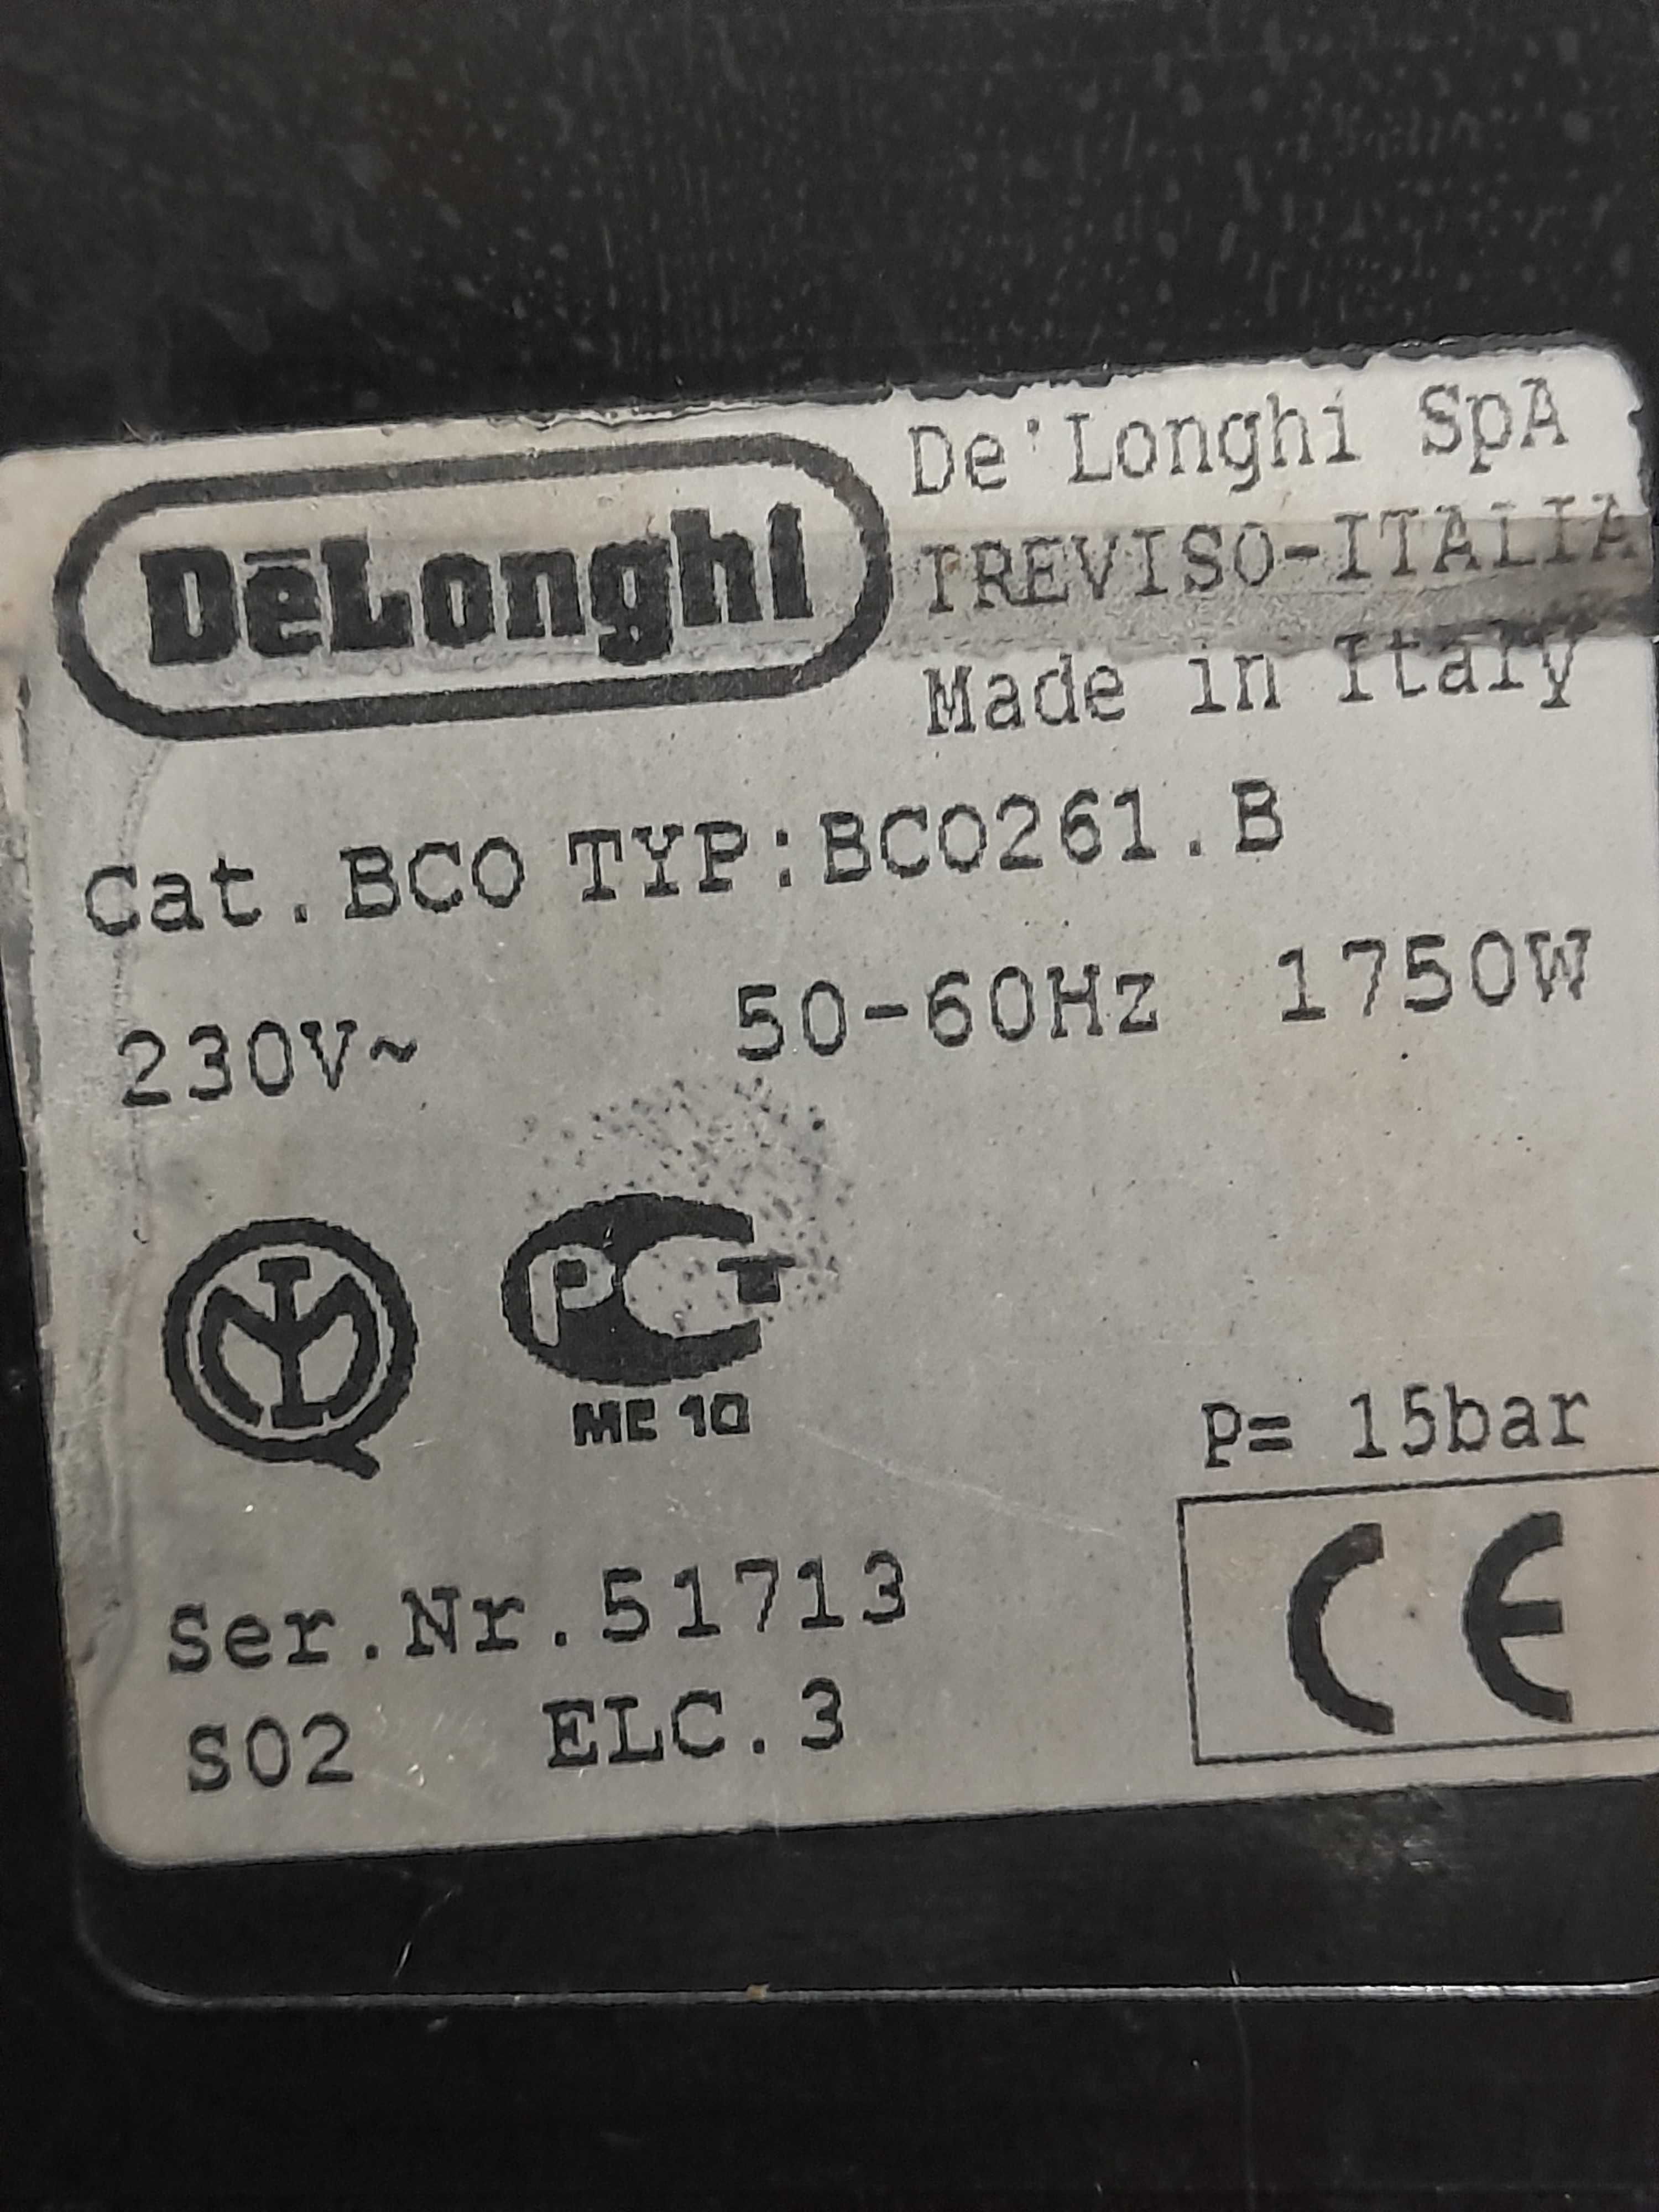 DeLonghi
De'Longhi SpA
TREVISO-ITALIA
Made in Italy
Cat.BCO TYP:BCO261.B
230V~ 50-60Hz 1750W
PCT
ME 10
P= 15bar
Ser.Nr.51713
CE
S02 ELC.3